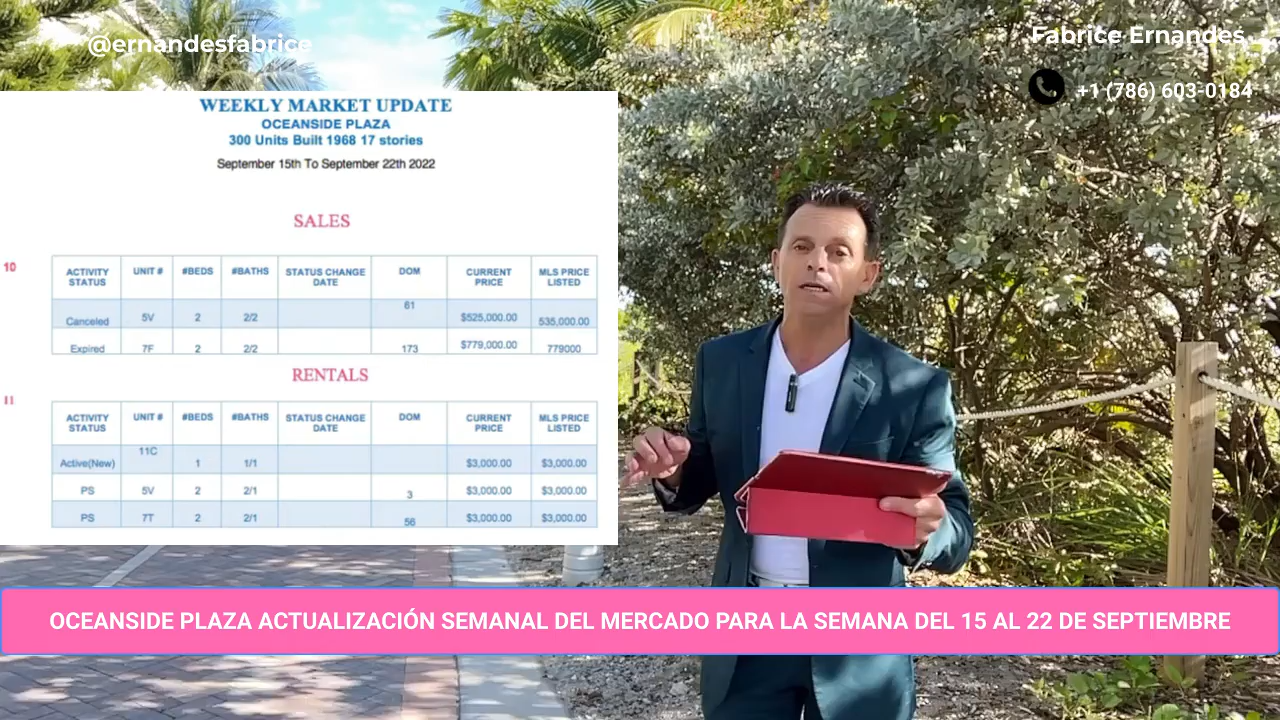 @ernandesfabrice
Fabrice Ernandes
+1 (786) 603-0184
WEEKLY MARKET UPDATE
OCEANSIDE PLAZA
300 Units Built 1968 17 stories
September 15th To September 22th 2022
SALES
10
ACTIVITY STATUS UNIT # #BEDS #BATHS STATUS CHANGE DATE DOM CURRENT PRICE MLS PRICE LISTED
Canceled 5V 2 2/2 61 $525,000.00 535,000.00
Expired 7F 2 2/2 173 $779,000.00 779000
RENTALS
11
ACTIVITY STATUS UNIT # #BEDS #BATHS STATUS CHANGE DATE DOM CURRENT PRICE MLS PRICE LISTED
Active(New) 11C 1 1/1 $3,000.00 $3,000.00
PS 5V 2 2/1 3 $3,000.00 $3,000.00
PS 7T 2 2/1 56 $3,000.00 $3,000.00
OCEANSIDE PLAZA ACTUALIZACIÓN SEMANAL DEL MERCADO PARA LA SEMANA DEL 15 AL 22 DE SEPTIEMBRE